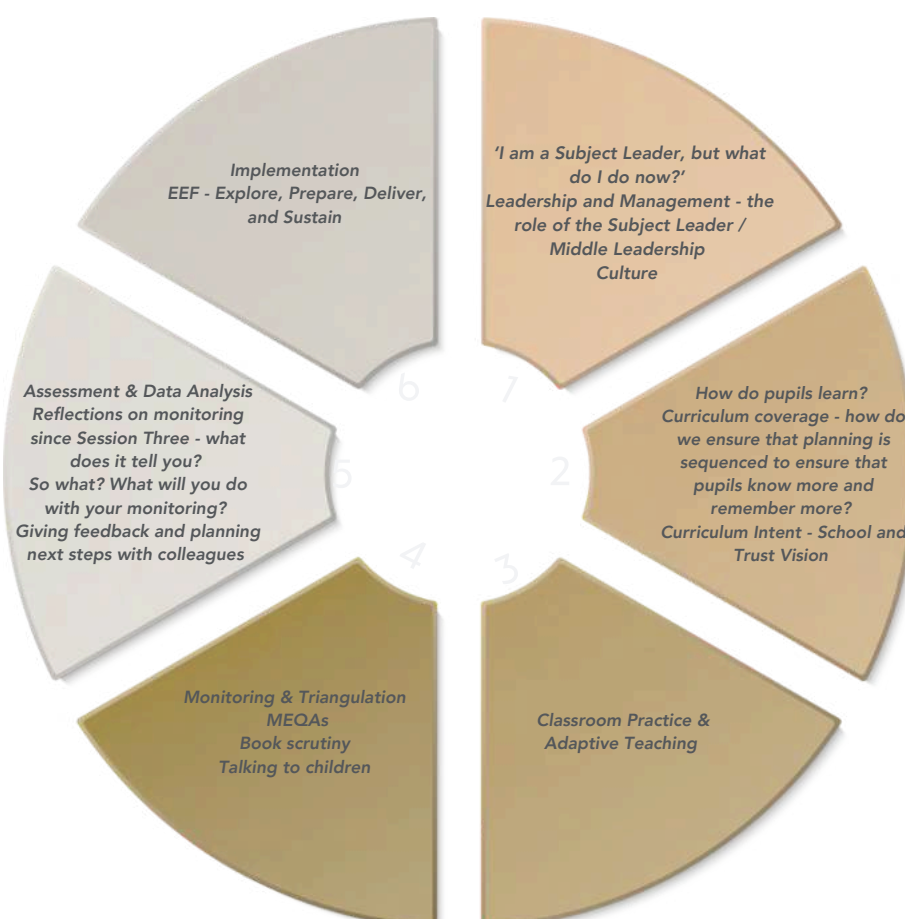 'I am a Subject Leader, but what
do I do now?'
Leadership and Management - the
role of the Subject Leader /
Middle Leadership
Culture
1
How do pupils learn?
Curriculum coverage - how do
we ensure that planning is
sequenced to ensure that
pupils know more and
remember more?
Curriculum Intent - School and
Trust Vision
2
Classroom Practice &
Adaptive Teaching
3
Monitoring & Triangulation
MEQAs
Book scrutiny
Talking to children
4
Assessment & Data Analysis
Reflections on monitoring
since Session Three - what
does it tell you?
So what? What will you do
with your monitoring?
Giving feedback and planning
next steps with colleagues
5
Implementation
EEF - Explore, Prepare, Deliver,
and Sustain
6